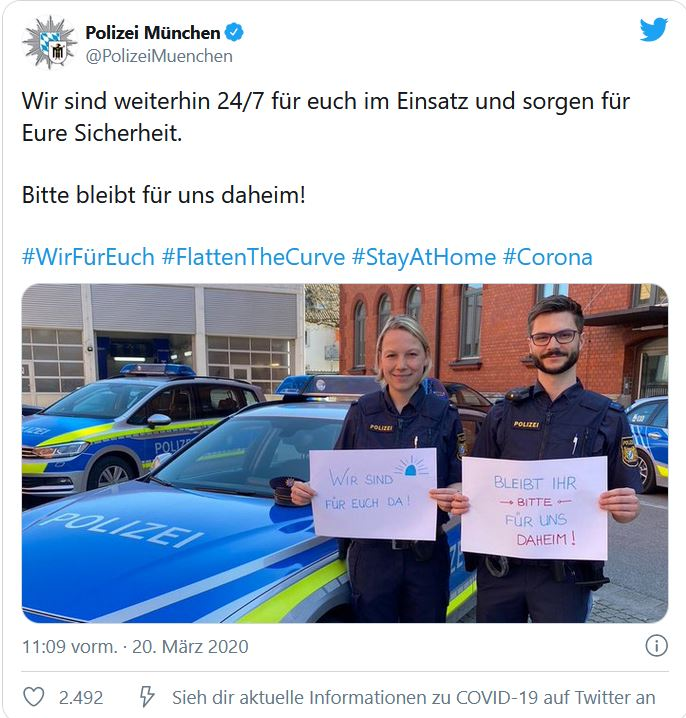 Polizei München
@PolizeiMuenchen
Wir sind weiterhin 24/7 für euch im Einsatz und sorgen für
Eure Sicherheit.
Bitte bleibt für uns daheim!
#WirFürEuch #FlattenTheCurve #StayAtHome #Corona
POLIZEI
POLIZEI
POLIZEI
POLIZEI
WIR SIND
FÜR EUCH DA!
BLEIBT IHR
BITTE
FÜR UNS
DAHEIM!
POLIZEI
11:09 vorm. · 20. März 2020
2.492
Sieh dir aktuelle Informationen zu COVID-19 auf Twitter an